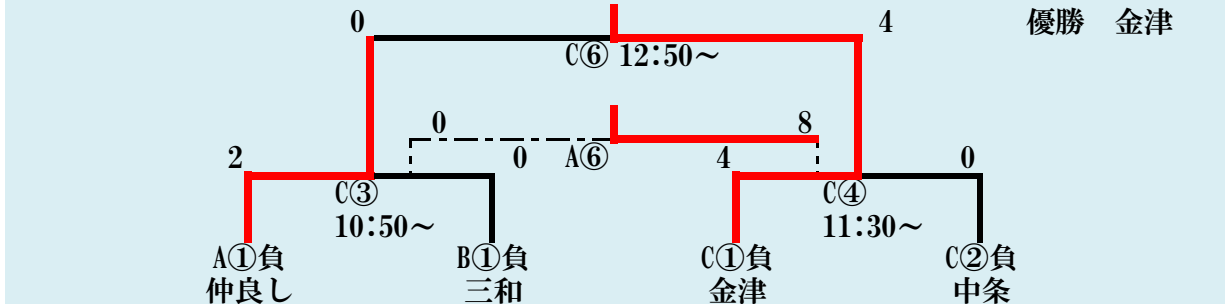 0
4
優勝　金津
C⑥ 12:50～
0
8
2
0
A⑥
4
0
C③
C④
10:50～
11:30～
A①負
B①負
C①負
C②負
仲良し
三和
金津
中条